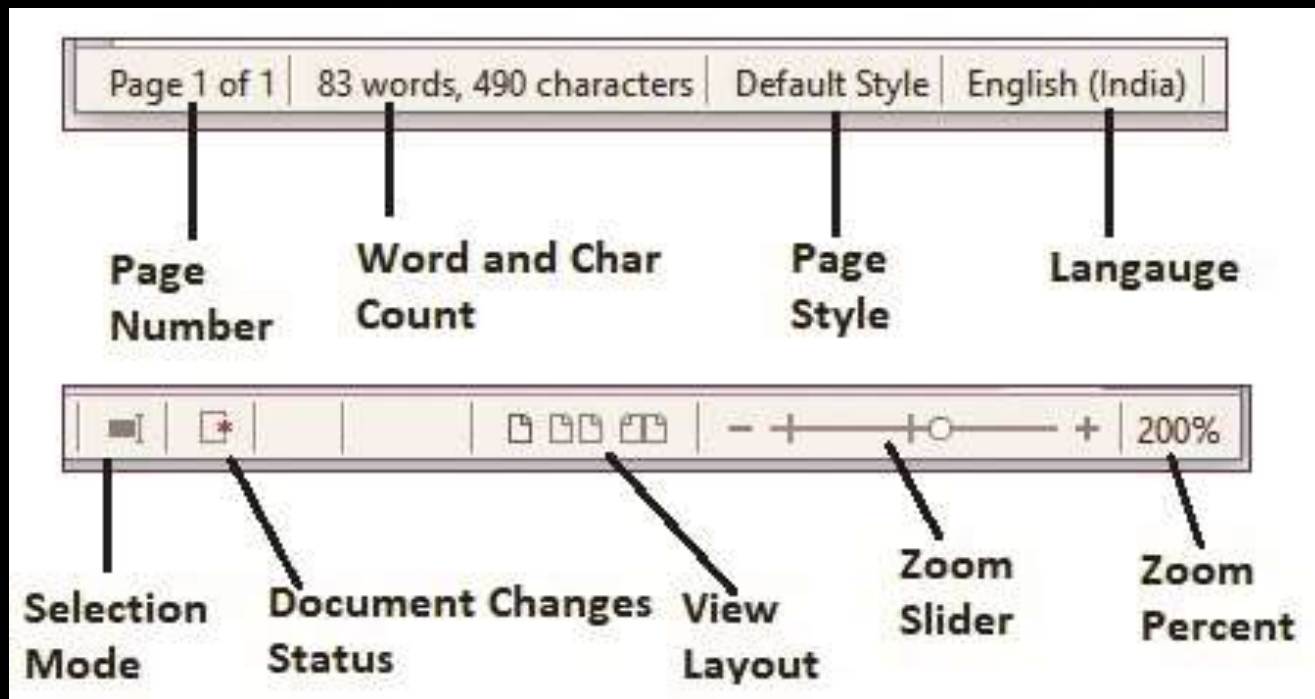 Page 1 of 1 83 words, 490 characters Default Style English (India)
Page Number
Word and Char Count
Page Style
Langauge
200%
Selection Mode
Document Changes Status
View Layout
Zoom Slider
Zoom Percent